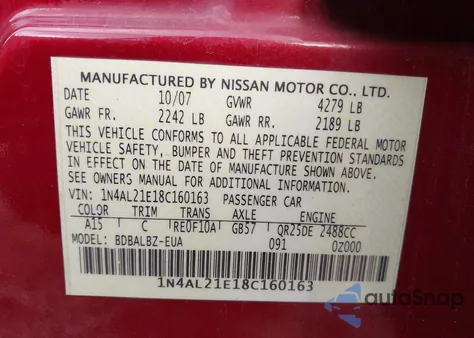 MANUFACTURED BY NISSAN MOTOR CO., LTD.
DATE 10/07 GVWR 4279 LB
GAWR FR. 2242 LB GAWR RR. 2189 LB
THIS VEHICLE CONFORMS TO ALL APPLICABLE FEDERAL MOTOR
VEHICLE SAFETY, BUMPER AND THEFT PREVENTION STANDARDS
IN EFFECT ON THE DATE OF MANUFACTURE SHOWN ABOVE.
SEE OWNERS MANUAL FOR ADDITIONAL INFORMATION.
VIN: 1N4AL21E18C160163 PASSENGER CAR
COLOR TRIM TRANS AXLE ENGINE
A15 C RE0F10A GB57 QR25DE 2488CC
MODEL: BDBALBZ-EUA 091 0Z000
1N4AL21E18C160163
autoSnap